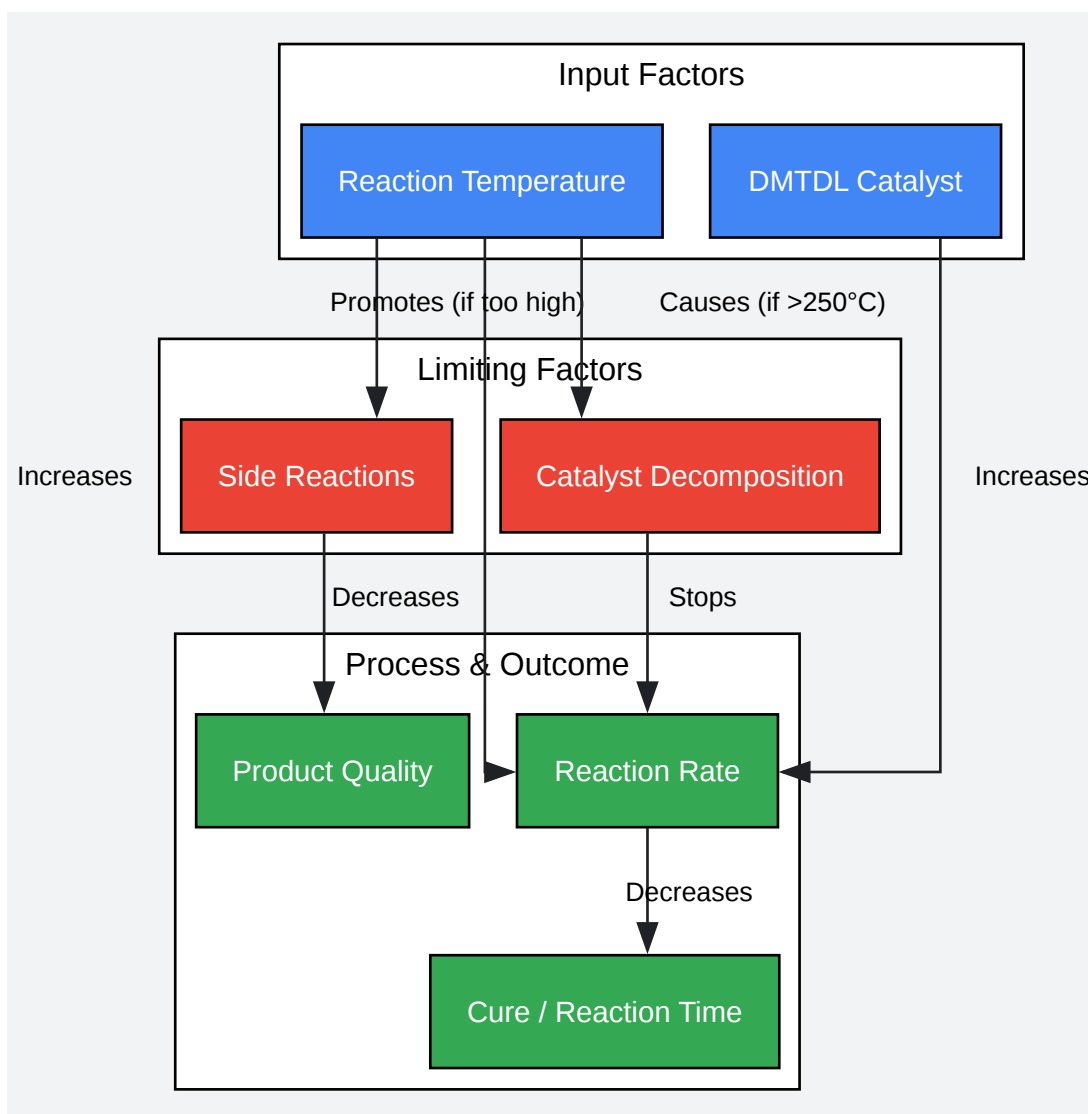 Input Factors
Reaction Temperature
DMTDL Catalyst
Promotes (if too high)
Causes (if >250°C)
Limiting Factors
Increases
Side Reactions
Catalyst Decomposition
Increases
Decreases
Stops
Process & Outcome
Product Quality
Reaction Rate
Decreases
Cure / Reaction Time